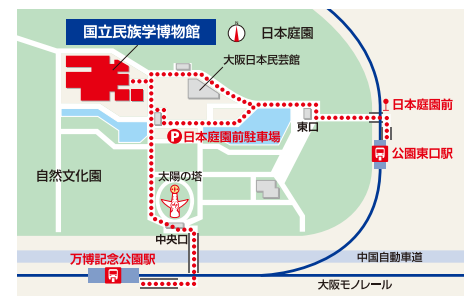 国立民族学博物館
日本庭園
大阪日本民芸館
日本庭園前
東口
P日本庭園前駐車場
公園東口駅
自然文化園
太陽の塔
中央口
万博記念公園駅
中国自動車道
大阪モノレール